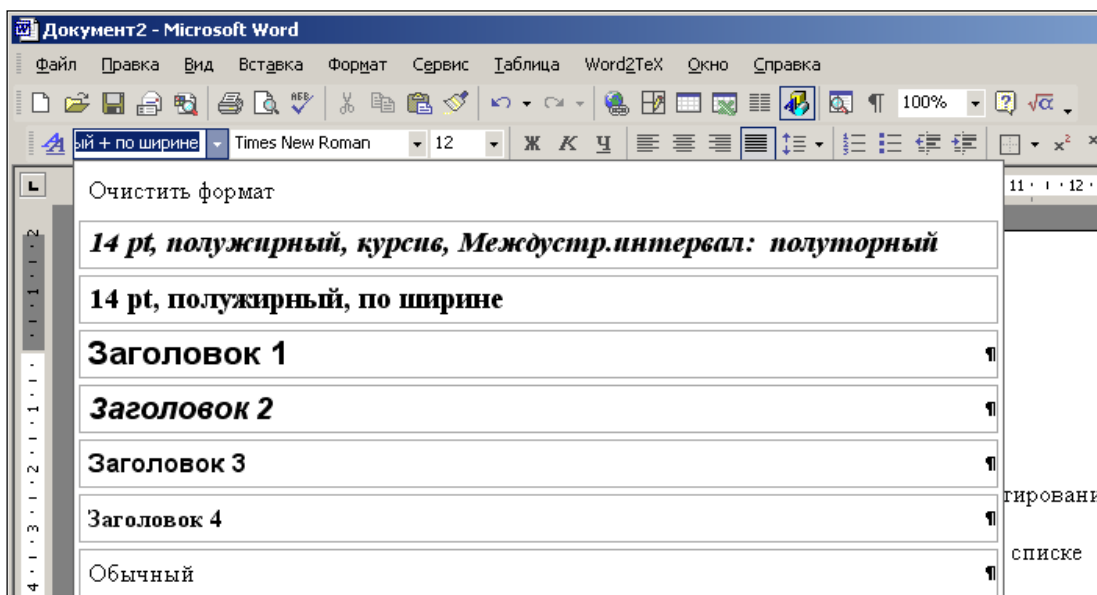 Документ2 - Microsoft Word
Файл Правка Вид Вставка Формат Сервис Таблица Word2TeX Окно Справка
100%
ый + по ширине Times New Roman 12 Ж К Ч
Очистить формат 11 12
14 pt, полужирный, курсив, Междустр.интервал: полуторный
14 pt, полужирный, по ширине
Заголовок 1 ¶
Заголовок 2 ¶
Заголовок 3 ¶
тировани
Заголовок 4 ¶
списке
Обычный ¶